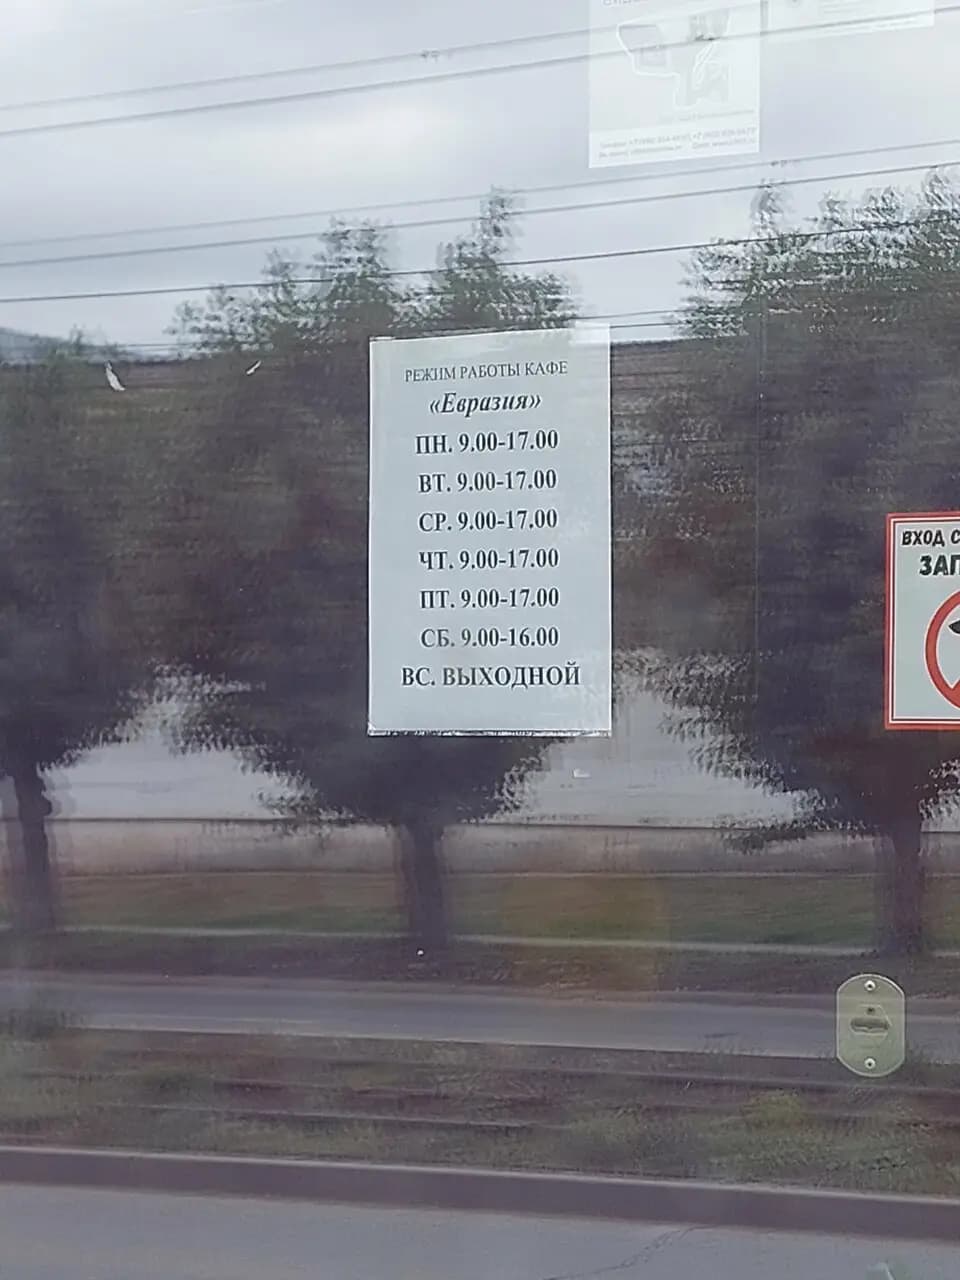 РЕЖИМ РАБОТЫ КАФЕ
«Евразия»
ПН. 9.00-17.00
ВТ. 9.00-17.00
СР. 9.00-17.00
ЧТ. 9.00-17.00
ПТ. 9.00-17.00
СБ. 9.00-16.00
ВС. ВЫХОДНОЙ
ВХОД С
ЗАП